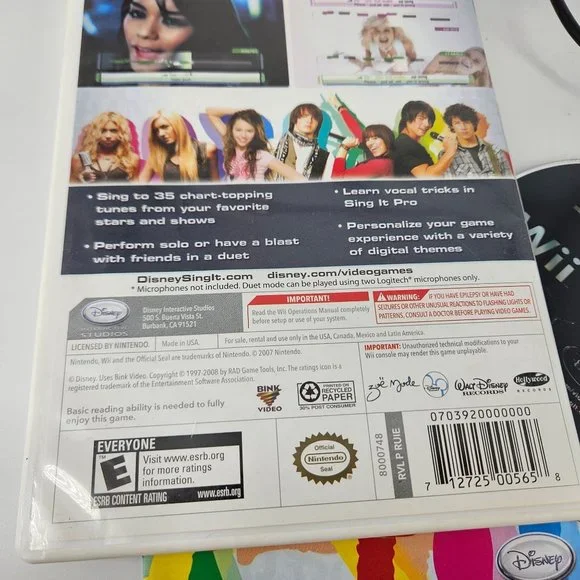 • Sing to 35 chart-topping
tunes from your favorite
stars and shows
• Perform solo or have a blast
with friends in a duet
• Learn vocal tricks in
Sing It Pro
• Personalize your game
experience with a variety
of digital themes
DisneySingIt.com disney.com/videogames
* Microphones not included. Duet mode can be played using two Logitech® microphones only.
Disney
STUDIOS
Disney Interactive Studios
500 S. Buena Vista St.
Burbank, CA 91521
IMPORTANT!
Read the Wii Operations Manual completely
before setup or use of your system.
WARNING: IF YOU HAVE EPILEPSY OR HAVE HAD
SEIZURES OR OTHER UNUSUAL REACTIONS TO FLASHING LIGHTS OR
PATTERNS, CONSULT A DOCTOR BEFORE PLAYING VIDEO GAMES.
LICENSED BY NINTENDO. Made in USA. For sale, rental and use only in the USA, Canada, Mexico and Latin America.
Nintendo, Wii and the Official Seal are trademarks of Nintendo. © 2007 Nintendo.
Important: Unauthorized technical modification to your
Wii console may render this game unplayable.
© Disney. Uses Bink Video. Copyright © 1997-2008 by RAD Game Tools, Inc. The ratings icon is a
registered trademark of the Entertainment Software Association.
Basic reading ability is needed to fully
enjoy this game.
BINK
VIDEO
PRINTED ON
RECYCLED
PAPER
30% POST CONSUMER
zoë mode
Disney
WALT DISNEY
RECORDS
Hollywood
RECORDS
EVERYONE
E
TM
Visit www.esrb.org
for more ratings
information.
www.esrb.org
ESRB CONTENT RATING
Official
Nintendo
Seal
8000748
RVL P RUIE
070392000000
7 12725 00565 8
Wii
Disney